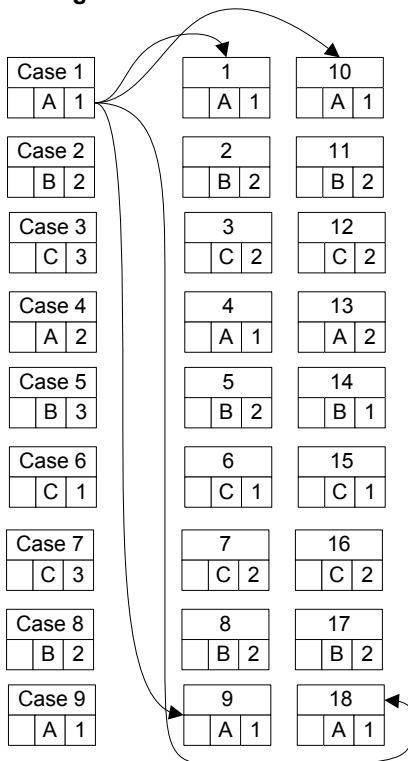 Case 1 1 10
A 1 A 1 A 1
Case 2 2 11
B 2 B 2 B 2
Case 3 3 12
C 3 C 2 C 2
Case 4 4 13
A 2 A 1 A 2
Case 5 5 14
B 3 B 2 B 1
Case 6 6 15
C 1 C 1 C 1
Case 7 7 16
C 3 C 2 C 2
Case 8 8 17
B 2 B 2 B 2
Case 9 9 18
A 1 A 1 A 1